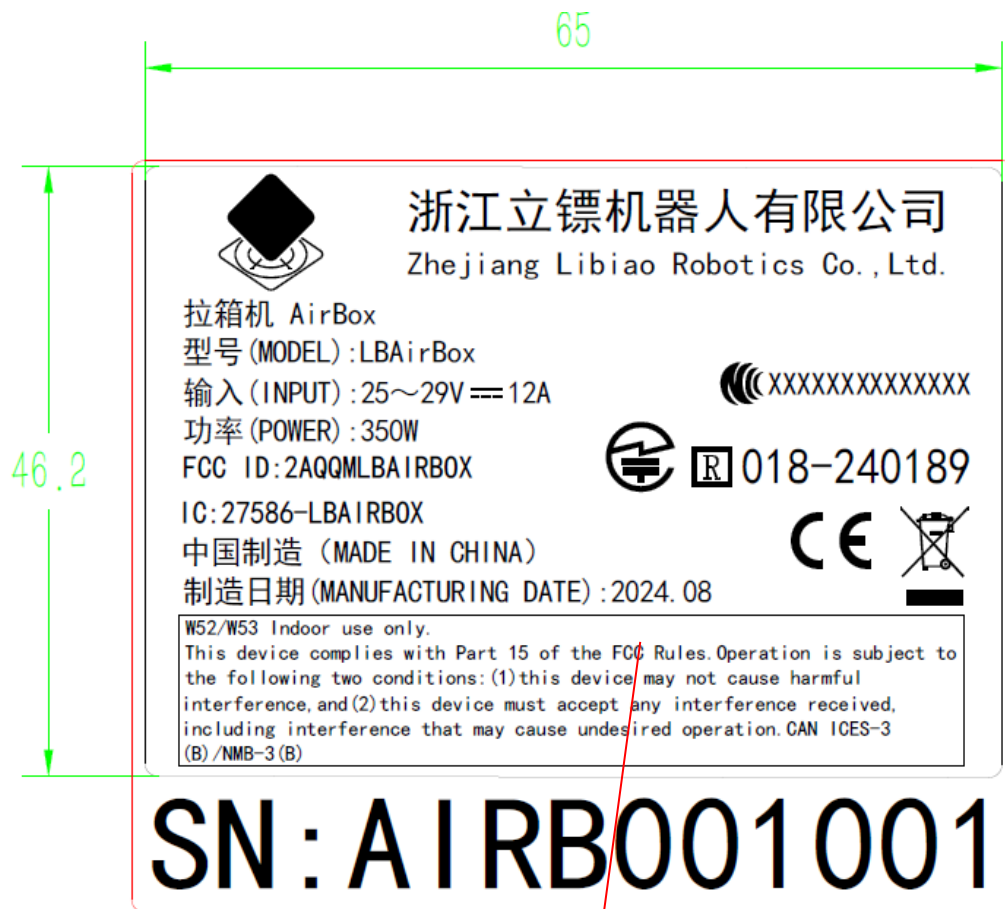 65
46.2
浙江立镖机器人有限公司
Zhejiang Libiao Robotics Co.,Ltd.
拉箱机 AirBox
型号(MODEL):LBAirBox
输入(INPUT):25～29V⎓12A
XXXXXXXXXXXXXX
功率(POWER):350W
FCC ID:2AQQMLBAIRBOX
R 018-240189
IC:27586-LBAIRBOX
中国制造 (MADE IN CHINA)
CE
制造日期(MANUFACTURING DATE):2024.08
W52/W53 Indoor use only.
This device complies with Part 15 of the FCC Rules.Operation is subject to
the following two conditions:(1)this device may not cause harmful
interference,and(2)this device must accept any interference received,
including interference that may cause undesired operation.CAN ICES-3
(B)/NMB-3(B)
SN:AIRB001001